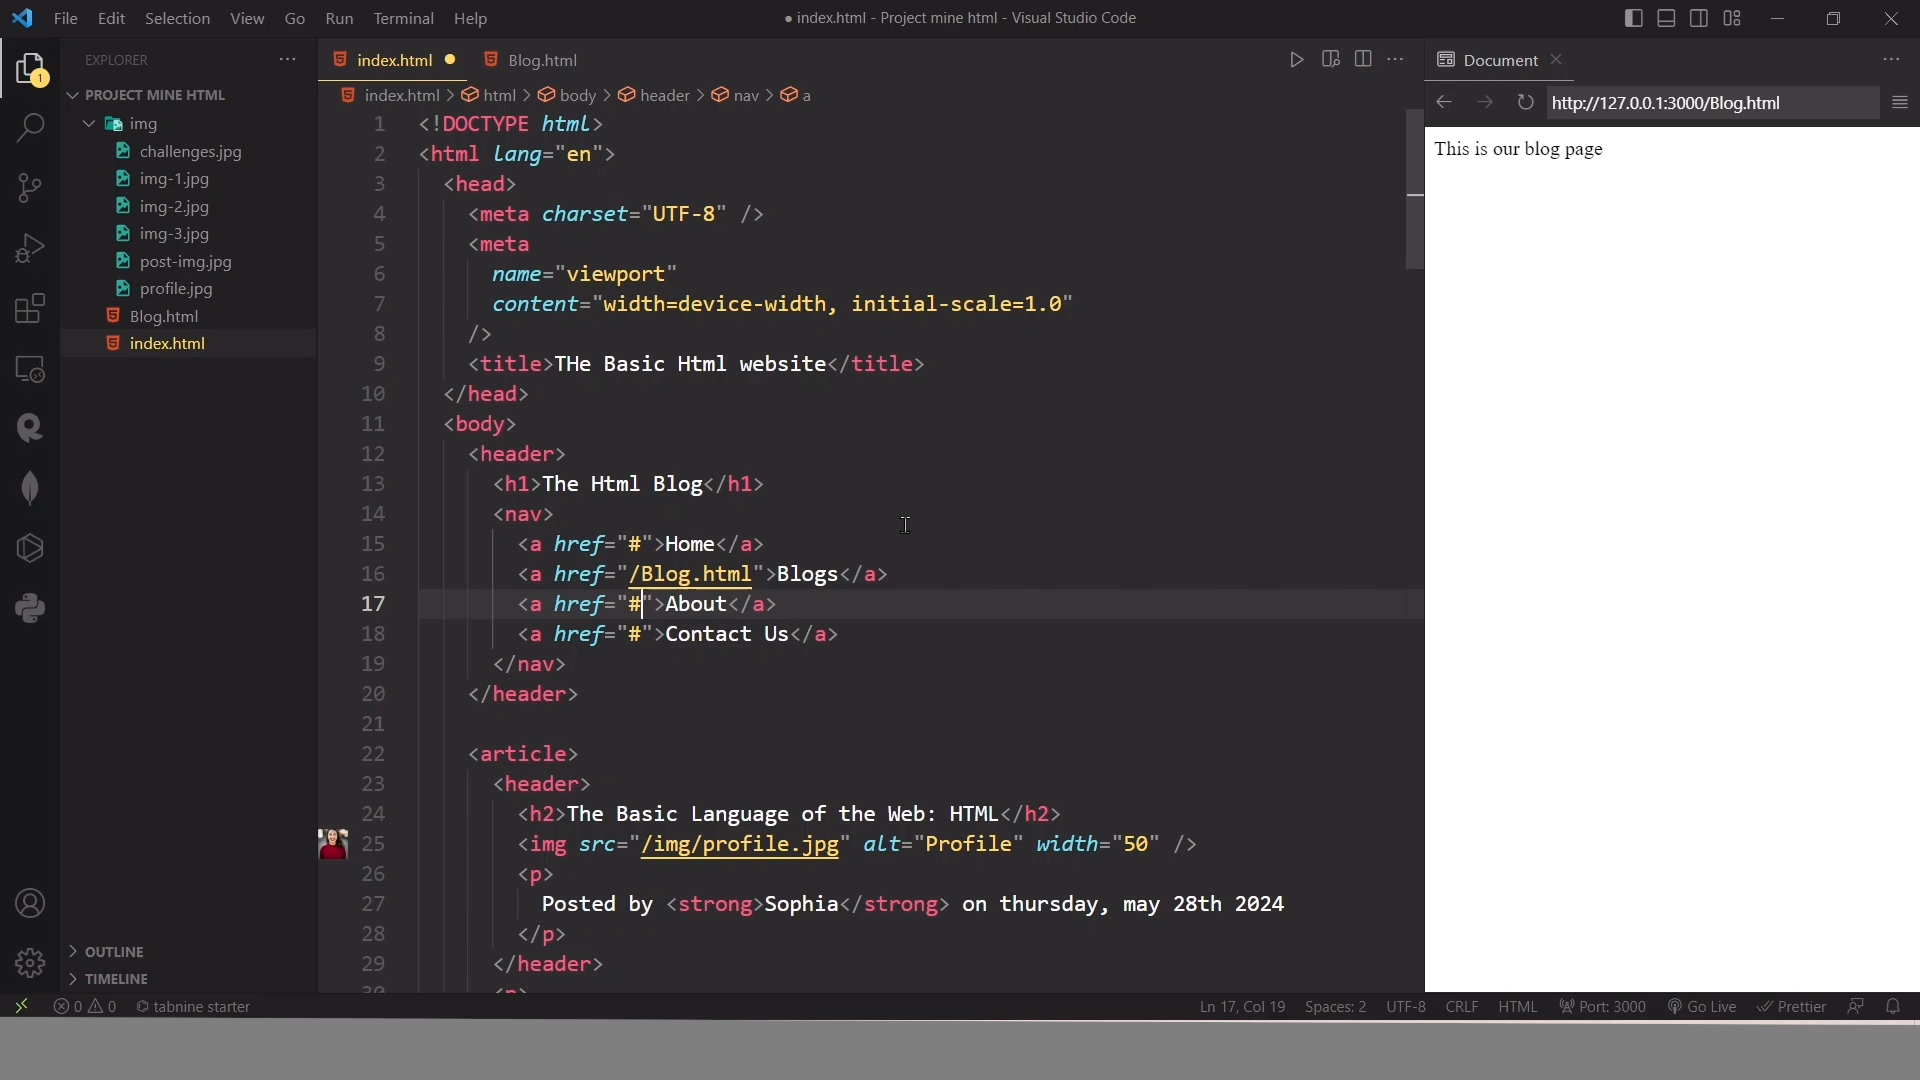 File Edit Selection View Go Run Terminal Help
● index.html - Project mine html - Visual Studio Code
EXPLORER
PROJECT MINE HTML
img
challenges.jpg
img-1.jpg
img-2.jpg
img-3.jpg
post-img.jpg
profile.jpg
Blog.html
index.html
OUTLINE
TIMELINE
1
index.html ● Blog.html
index.html > html > body > header > nav > a
1 <!DOCTYPE html>
2 <html lang="en">
3 <head>
4 <meta charset="UTF-8" />
5 <meta
6 name="viewport"
7 content="width=device-width, initial-scale=1.0"
8 />
9 <title>THe Basic Html website</title>
10 </head>
11 <body>
12 <header>
13 <h1>The Html Blog</h1>
14 <nav>
15 <a href="#">Home</a>
16 <a href="/Blog.html">Blogs</a>
17 <a href="#">About</a>
18 <a href="#">Contact Us</a>
19 </nav>
20 </header>
21
22 <article>
23 <header>
24 <h2>The Basic Language of the Web: HTML</h2>
25 <img src="/img/profile.jpg" alt="Profile" width="50" />
26 <p>
27 Posted by <strong>Sophia</strong> on thursday, may 28th 2024
28 </p>
29 </header>
30 <p>
Document
http://127.0.0.1:3000/Blog.html
This is our blog page
0 0 tabnine starter
Ln 17, Col 19 Spaces: 2 UTF-8 CRLF HTML Port: 3000 Go Live Prettier